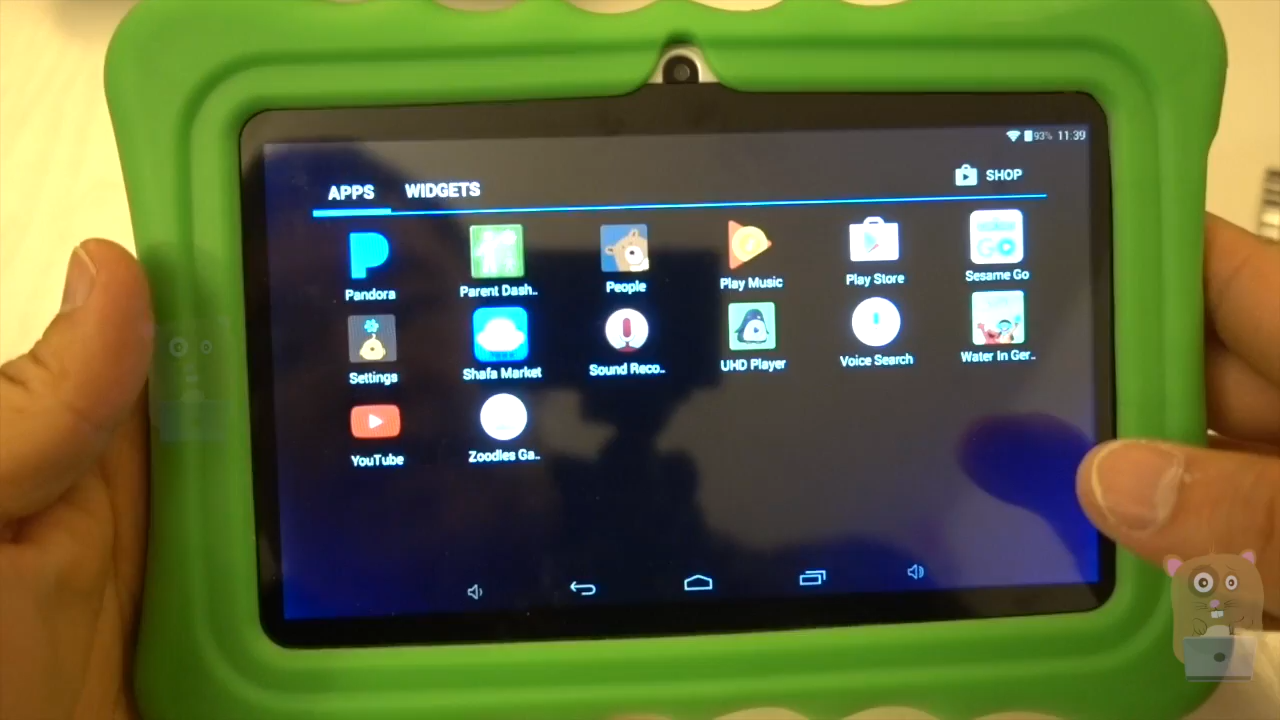 93% 11:39
APPS WIDGETS SHOP
Pandora Parent Dash.. People Play Music Play Store Sesame Go
Settings Shafa Market Sound Reco.. UHD Player Voice Search Water In Ger..
YouTube Zoodles Ga..